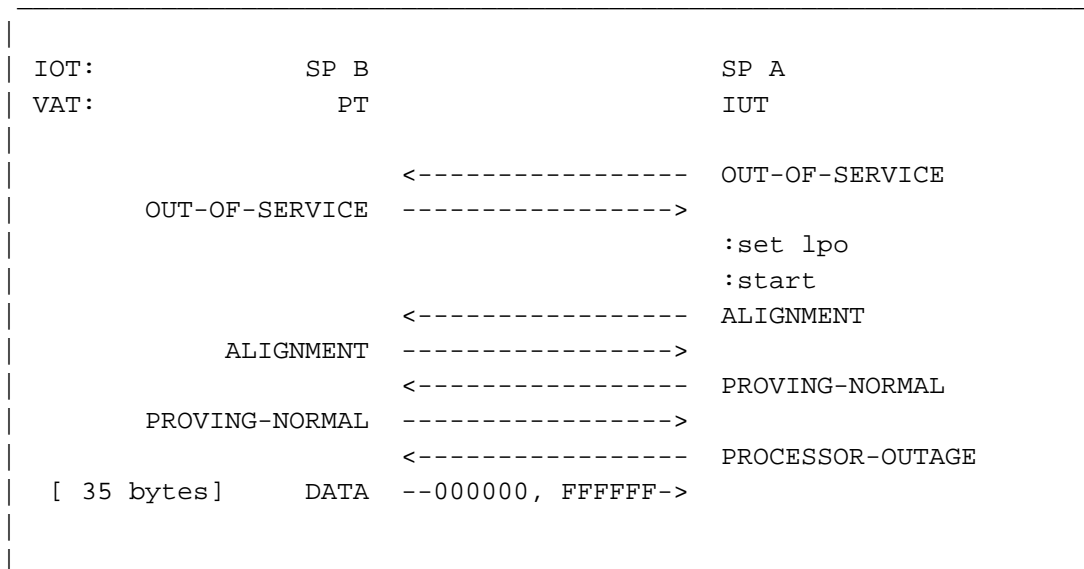 IOT: SP B SP A
VAT: PT IUT
<----------------- OUT-OF-SERVICE
OUT-OF-SERVICE ----------------->
:set lpo
:start
<----------------- ALIGNMENT
ALIGNMENT ----------------->
<----------------- PROVING-NORMAL
PROVING-NORMAL ----------------->
<----------------- PROCESSOR-OUTAGE
[ 35 bytes] DATA --000000, FFFFFF->